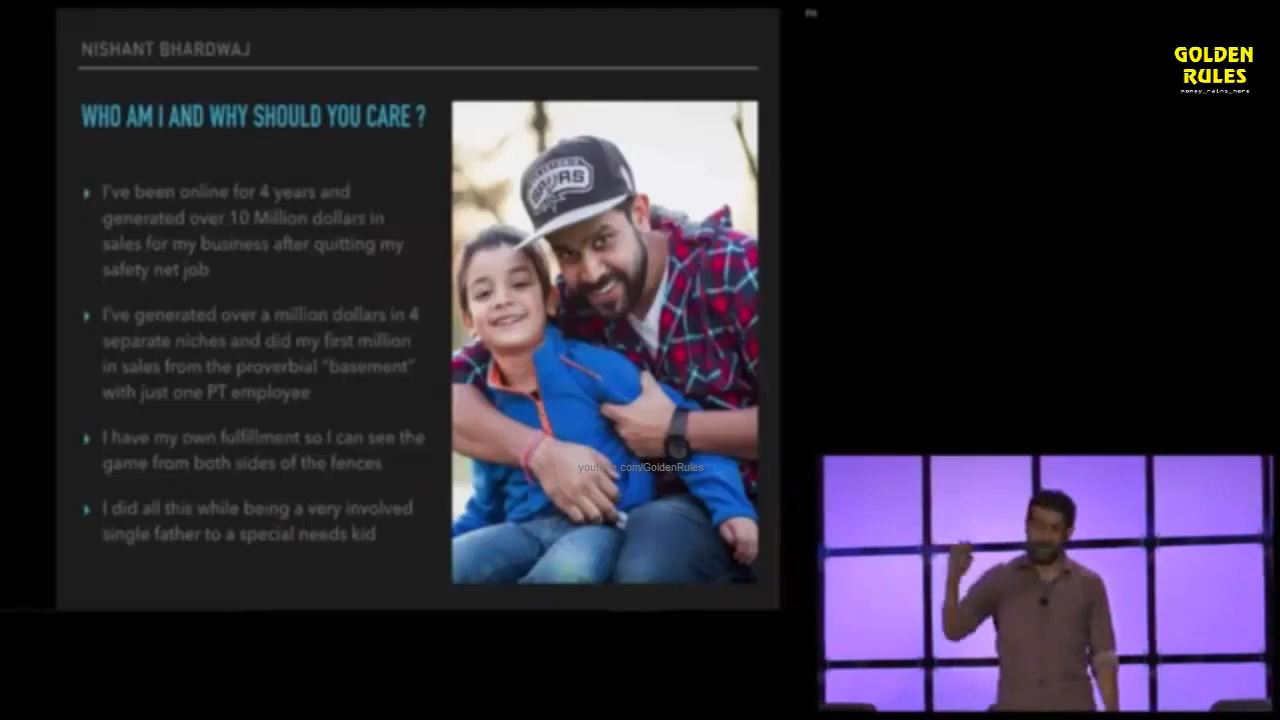 NISHANT BHARDWAJ
WHO AM I AND WHY SHOULD YOU CARE ?
I've been online for 4 years and
generated over 10 Million dollars in
sales for my business after quitting my
safety net job
I've generated over a million dollars in 4
separate niches and did my first million
in sales from the proverbial "basement"
with just one PT employee
I have my own fulfillment so I can see the
game from both sides of the fences
I did all this while being a very involved
single father to a special needs kid
SPURS
youtube.com/GoldenRules
GOLDEN
RULES
money_rains_here